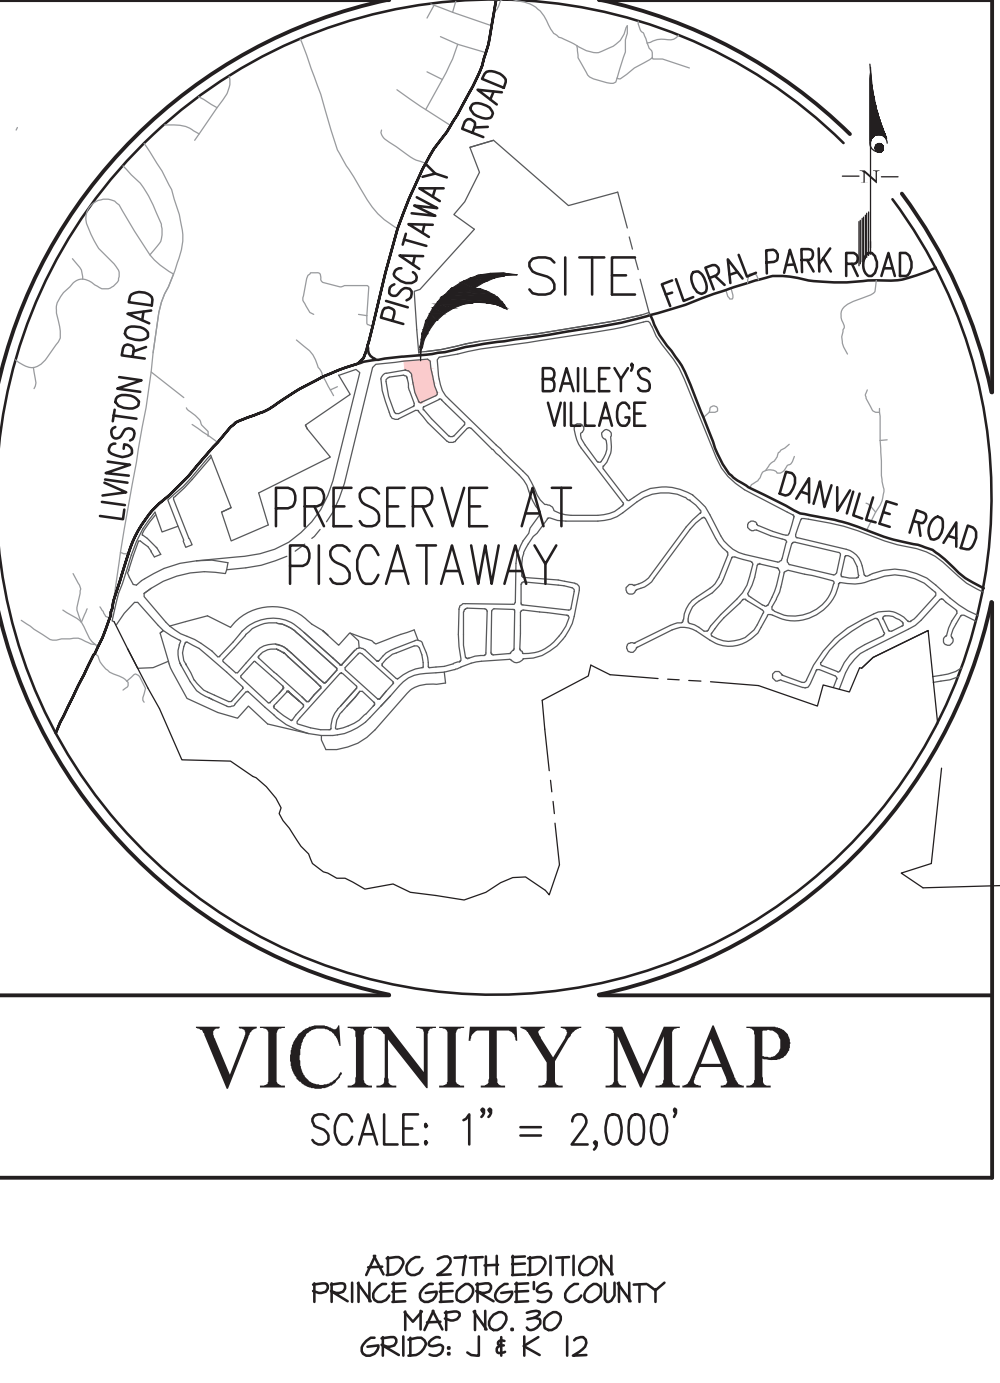 PISCATAWAY ROAD
N
SITE
FLORAL PARK ROAD
LIVINGSTON ROAD
BAILEY'S
VILLAGE
DANVILLE ROAD
PRESERVE AT
PISCATAWAY
VICINITY MAP
SCALE: 1" = 2,000'
ADC 27TH EDITION
PRINCE GEORGE'S COUNTY
MAP NO. 30
GRIDS: J & K 12